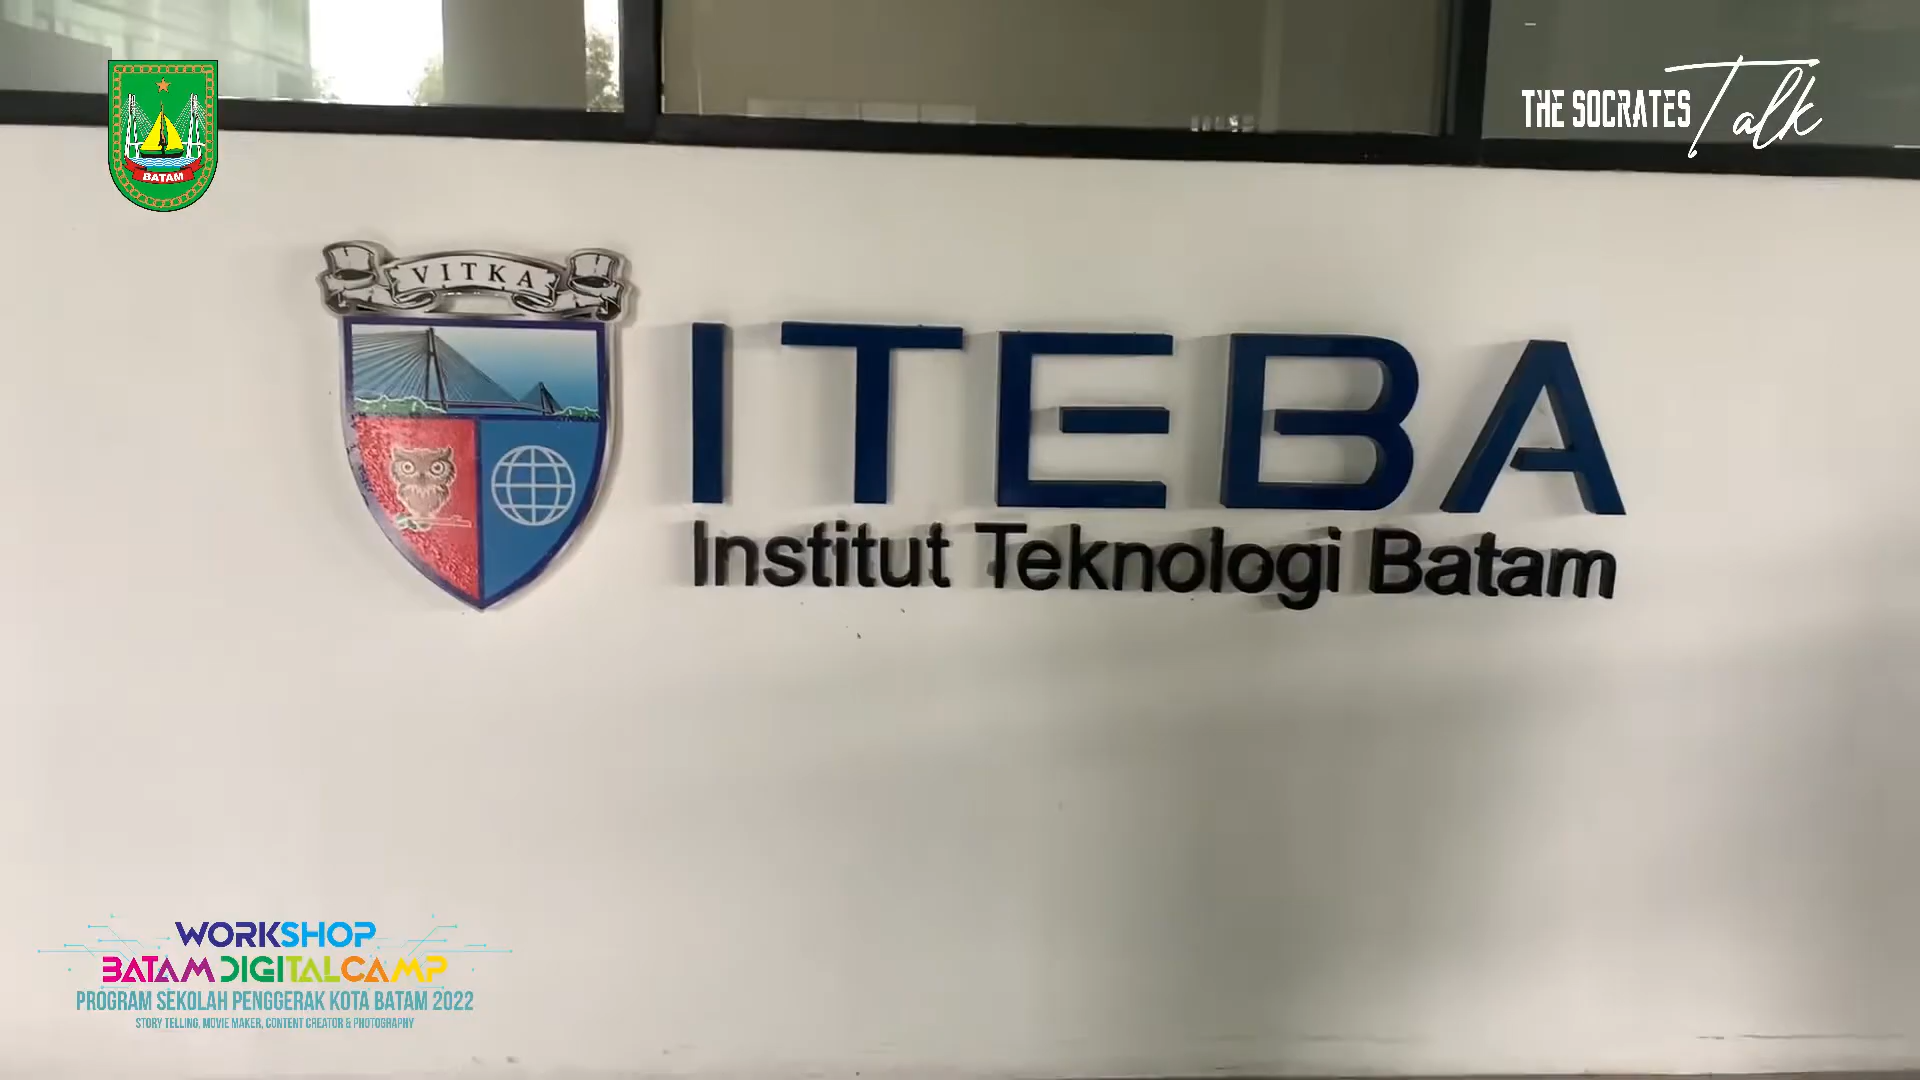 BATAM
THE SOCRATES Talk
VITKA
ITEBA
Institut Teknologi Batam
WORKSHOP
BATAM DIGITAL CAMP
PROGRAM SEKOLAH PENGGERAK KOTA BATAM 2022
STORY TELLING, MOVIE MAKER, CONTENT CREATOR & PHOTOGRAPHY